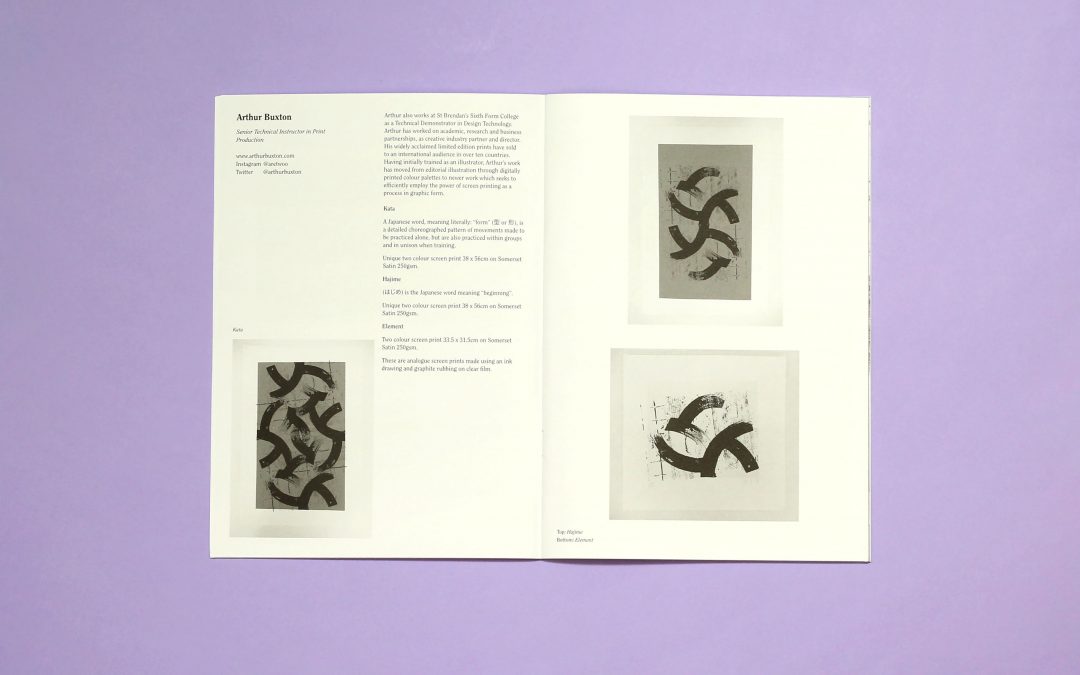 Arthur Buxton
Senior Technical Instructor in Print
Production
www.arthurbuxton.com
Instagram @anetwoo
Twitter @arthurbuxton
Kata
Arthur also works at St Brendan's Sixth Form College
as a Technical Demonstrator in Design Technology.
Arthur has worked on academic, research and business
partnerships, as creative industry partner and director.
His widely acclaimed limited-edition prints have sold
to an international audience in over ten countries.
Having initially trained as an illustrator, Arthur's work
has moved from editorial illustration through digitally
printed colour palettes to newer work which seeks to
efficiently employ the power of screen printing as a
process in graphic form.
Kata
A Japanese word, meaning literally: "form" (型 or 形), is
a detailed choreographed pattern of movements made to
be practiced alone, but are also practiced within groups
and in unison when training.
Unique two colour screen print 38 x 56cm on Somerset
Satin 250gsm.
Hajime
(はじめ) is the Japanese word meaning "beginning".
Unique two colour screen print 38 x 56cm on Somerset
Satin 250gsm.
Element
Two colour screen print 33.5 x 31.5cm on Somerset
Satin 250gsm.
These are analogue screen prints made using an ink
drawing and graphite rubbing on clear film.
Top: Hajime
Bottom: Element